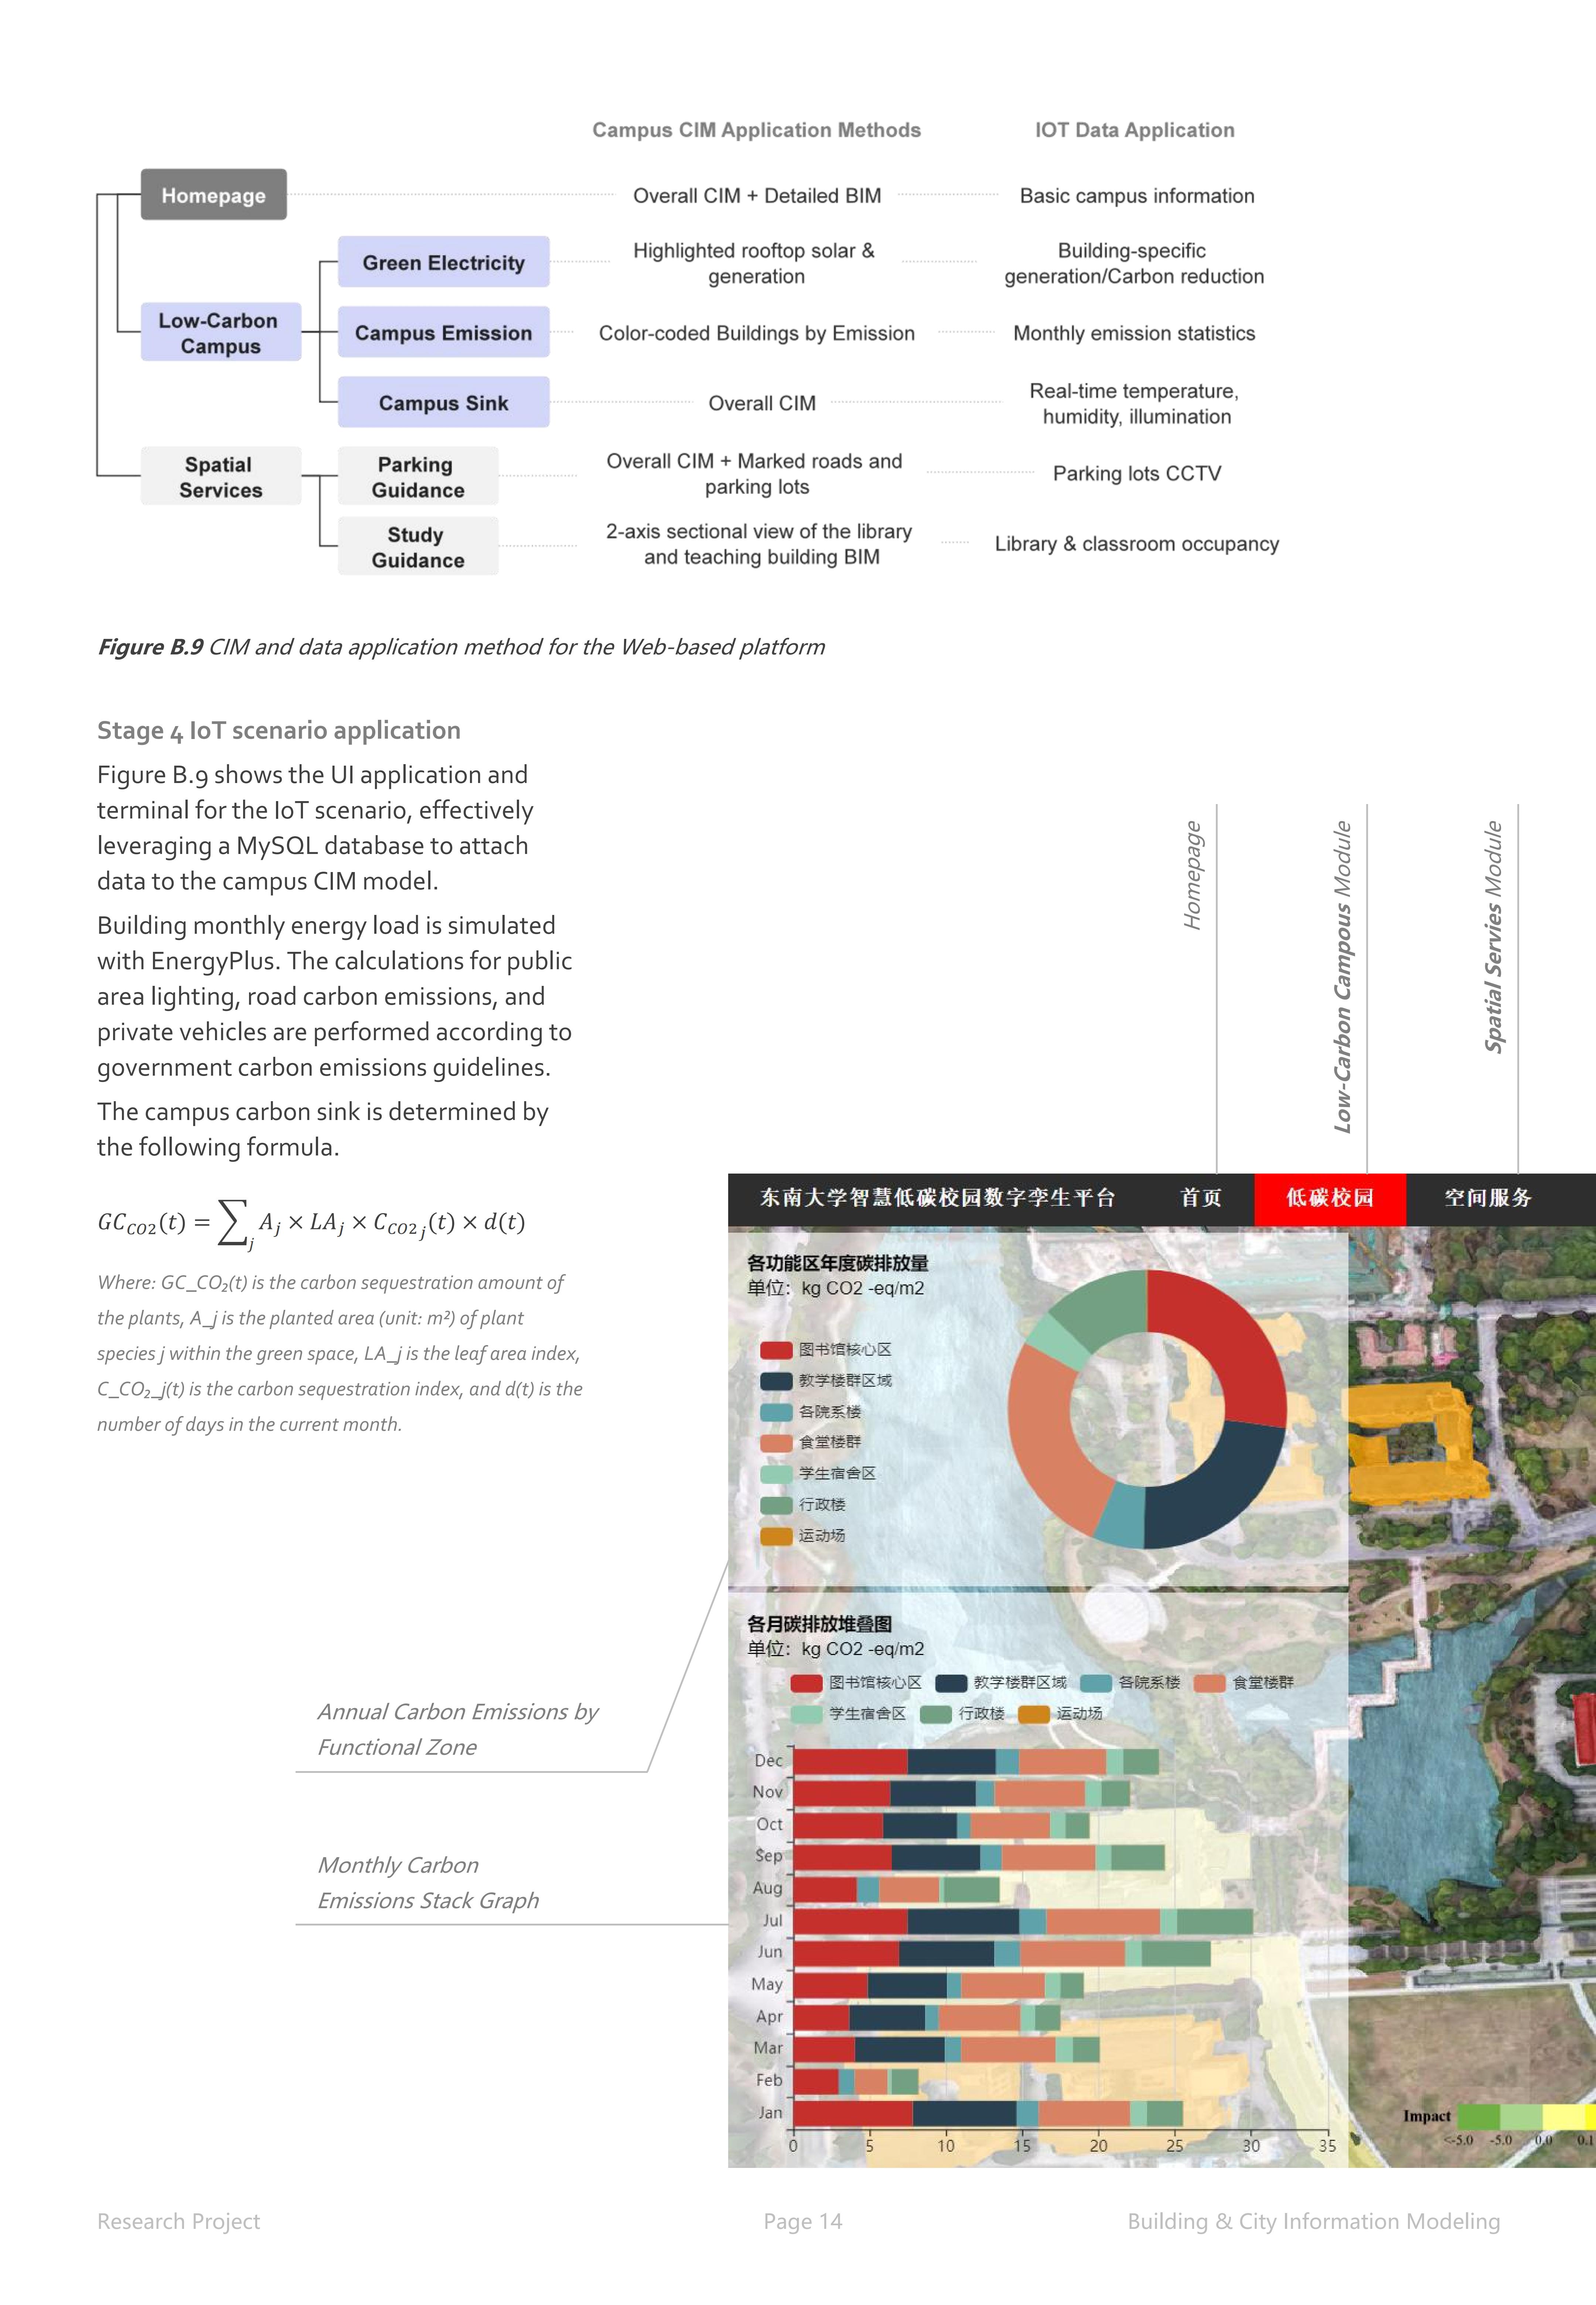 Campus CIM Application Methods
IOT Data Application
Homepage
Overall CIM + Detailed BIM
Basic campus information
Low-Carbon
Campus
Green Electricity
Highlighted rooftop solar &
generation
Building-specific
generation/Carbon reduction
Campus Emission
Color-coded Buildings by Emission
Monthly emission statistics
Campus Sink
Overall CIM
Real-time temperature,
humidity, illumination
Spatial
Services
Parking
Guidance
Overall CIM + Marked roads and
parking lots
Parking lots CCTV
Study
Guidance
2-axis sectional view of the library
and teaching building BIM
Library & classroom occupancy
Figure B.9 CIM and data application method for the Web-based platform
Stage 4 IoT scenario application
Figure B.9 shows the UI application and
terminal for the IoT scenario, effectively
leveraging a MySQL database to attach
data to the campus CIM model.
Building monthly energy load is simulated
with EnergyPlus. The calculations for public
area lighting, road carbon emissions, and
private vehicles are performed according to
government carbon emissions guidelines.
The campus carbon sink is determined by
the following formula.
GC_{CO2}(t) = ∑_j A_j × LA_j × C_{CO2_j}(t) × d(t)
Where: GC_CO₂(t) is the carbon sequestration amount of
the plants, A_j is the planted area (unit: m²) of plant
species j within the green space, LA_j is the leaf area index,
C_CO₂_j(t) is the carbon sequestration index, and d(t) is the
number of days in the current month.
Homepage
Low-Carbon Campous Module
Spatial Servies Module
东南大学智慧低碳校园数字孪生平台
首页
低碳校园
空间服务
各功能区年度碳排放量
单位：kg CO2 -eq/m2
图书馆核心区
教学楼群区域
各院系楼
食堂楼群
学生宿舍区
行政楼
运动场
Annual Carbon Emissions by
Functional Zone
Monthly Carbon
Emissions Stack Graph
各月碳排放堆叠图
单位：kg CO2 -eq/m2
图书馆核心区 教学楼群区域 各院系楼 食堂楼群
学生宿舍区 行政楼 运动场
Dec
Nov
Oct
Sep
Aug
Jul
Jun
May
Apr
Mar
Feb
Jan
0 5 10 15 20 25 30 35
Impact
<-5.0 -5.0 0.0 0.1
Research Project
Page 14
Building & City Information Modeling